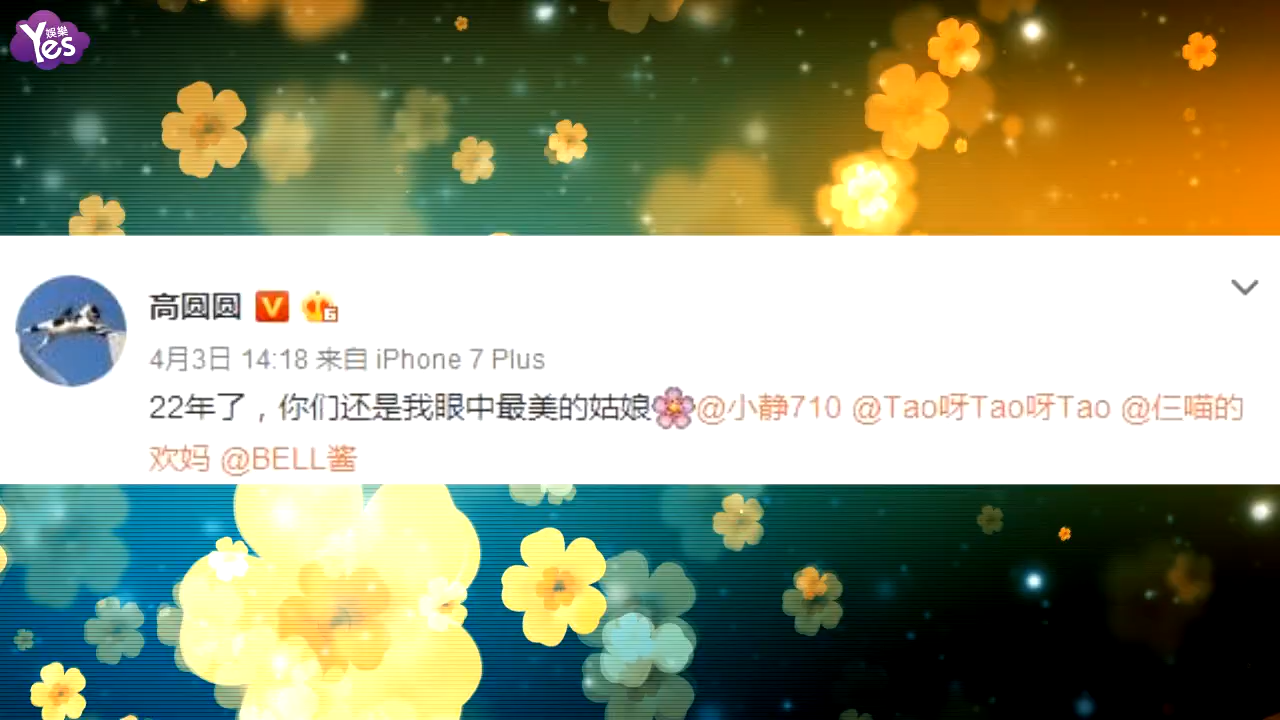 娛樂
Yes
高圆圆
4月3日 14:18 来自 iPhone 7 Plus
22年了，你们还是我眼中最美的姑娘🌸@小静710 @Tao呀Tao呀Tao @仨喵的
欢妈 @BELL酱